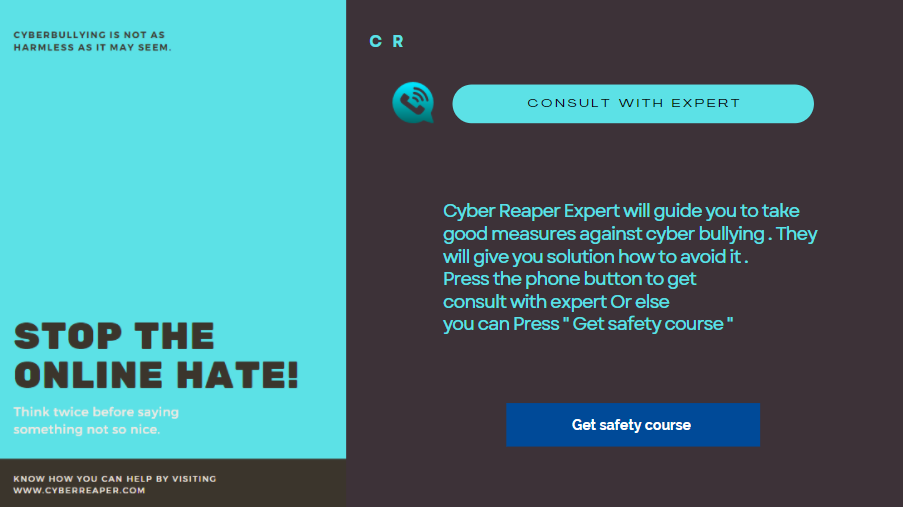 CYBERBULLYING IS NOT AS
HARMLESS AS IT MAY SEEM.
STOP THE
ONLINE HATE!
Think twice before saying
something not so nice.
KNOW HOW YOU CAN HELP BY VISITING
WWW.CYBERREAPER.COM
C R
CONSULT WITH EXPERT
Cyber Reaper Expert will guide you to take
good measures against cyber bullying . They
will give you solution how to avoid it .
Press the phone button to get
consult with expert Or else
you can Press " Get safety course "
Get safety course